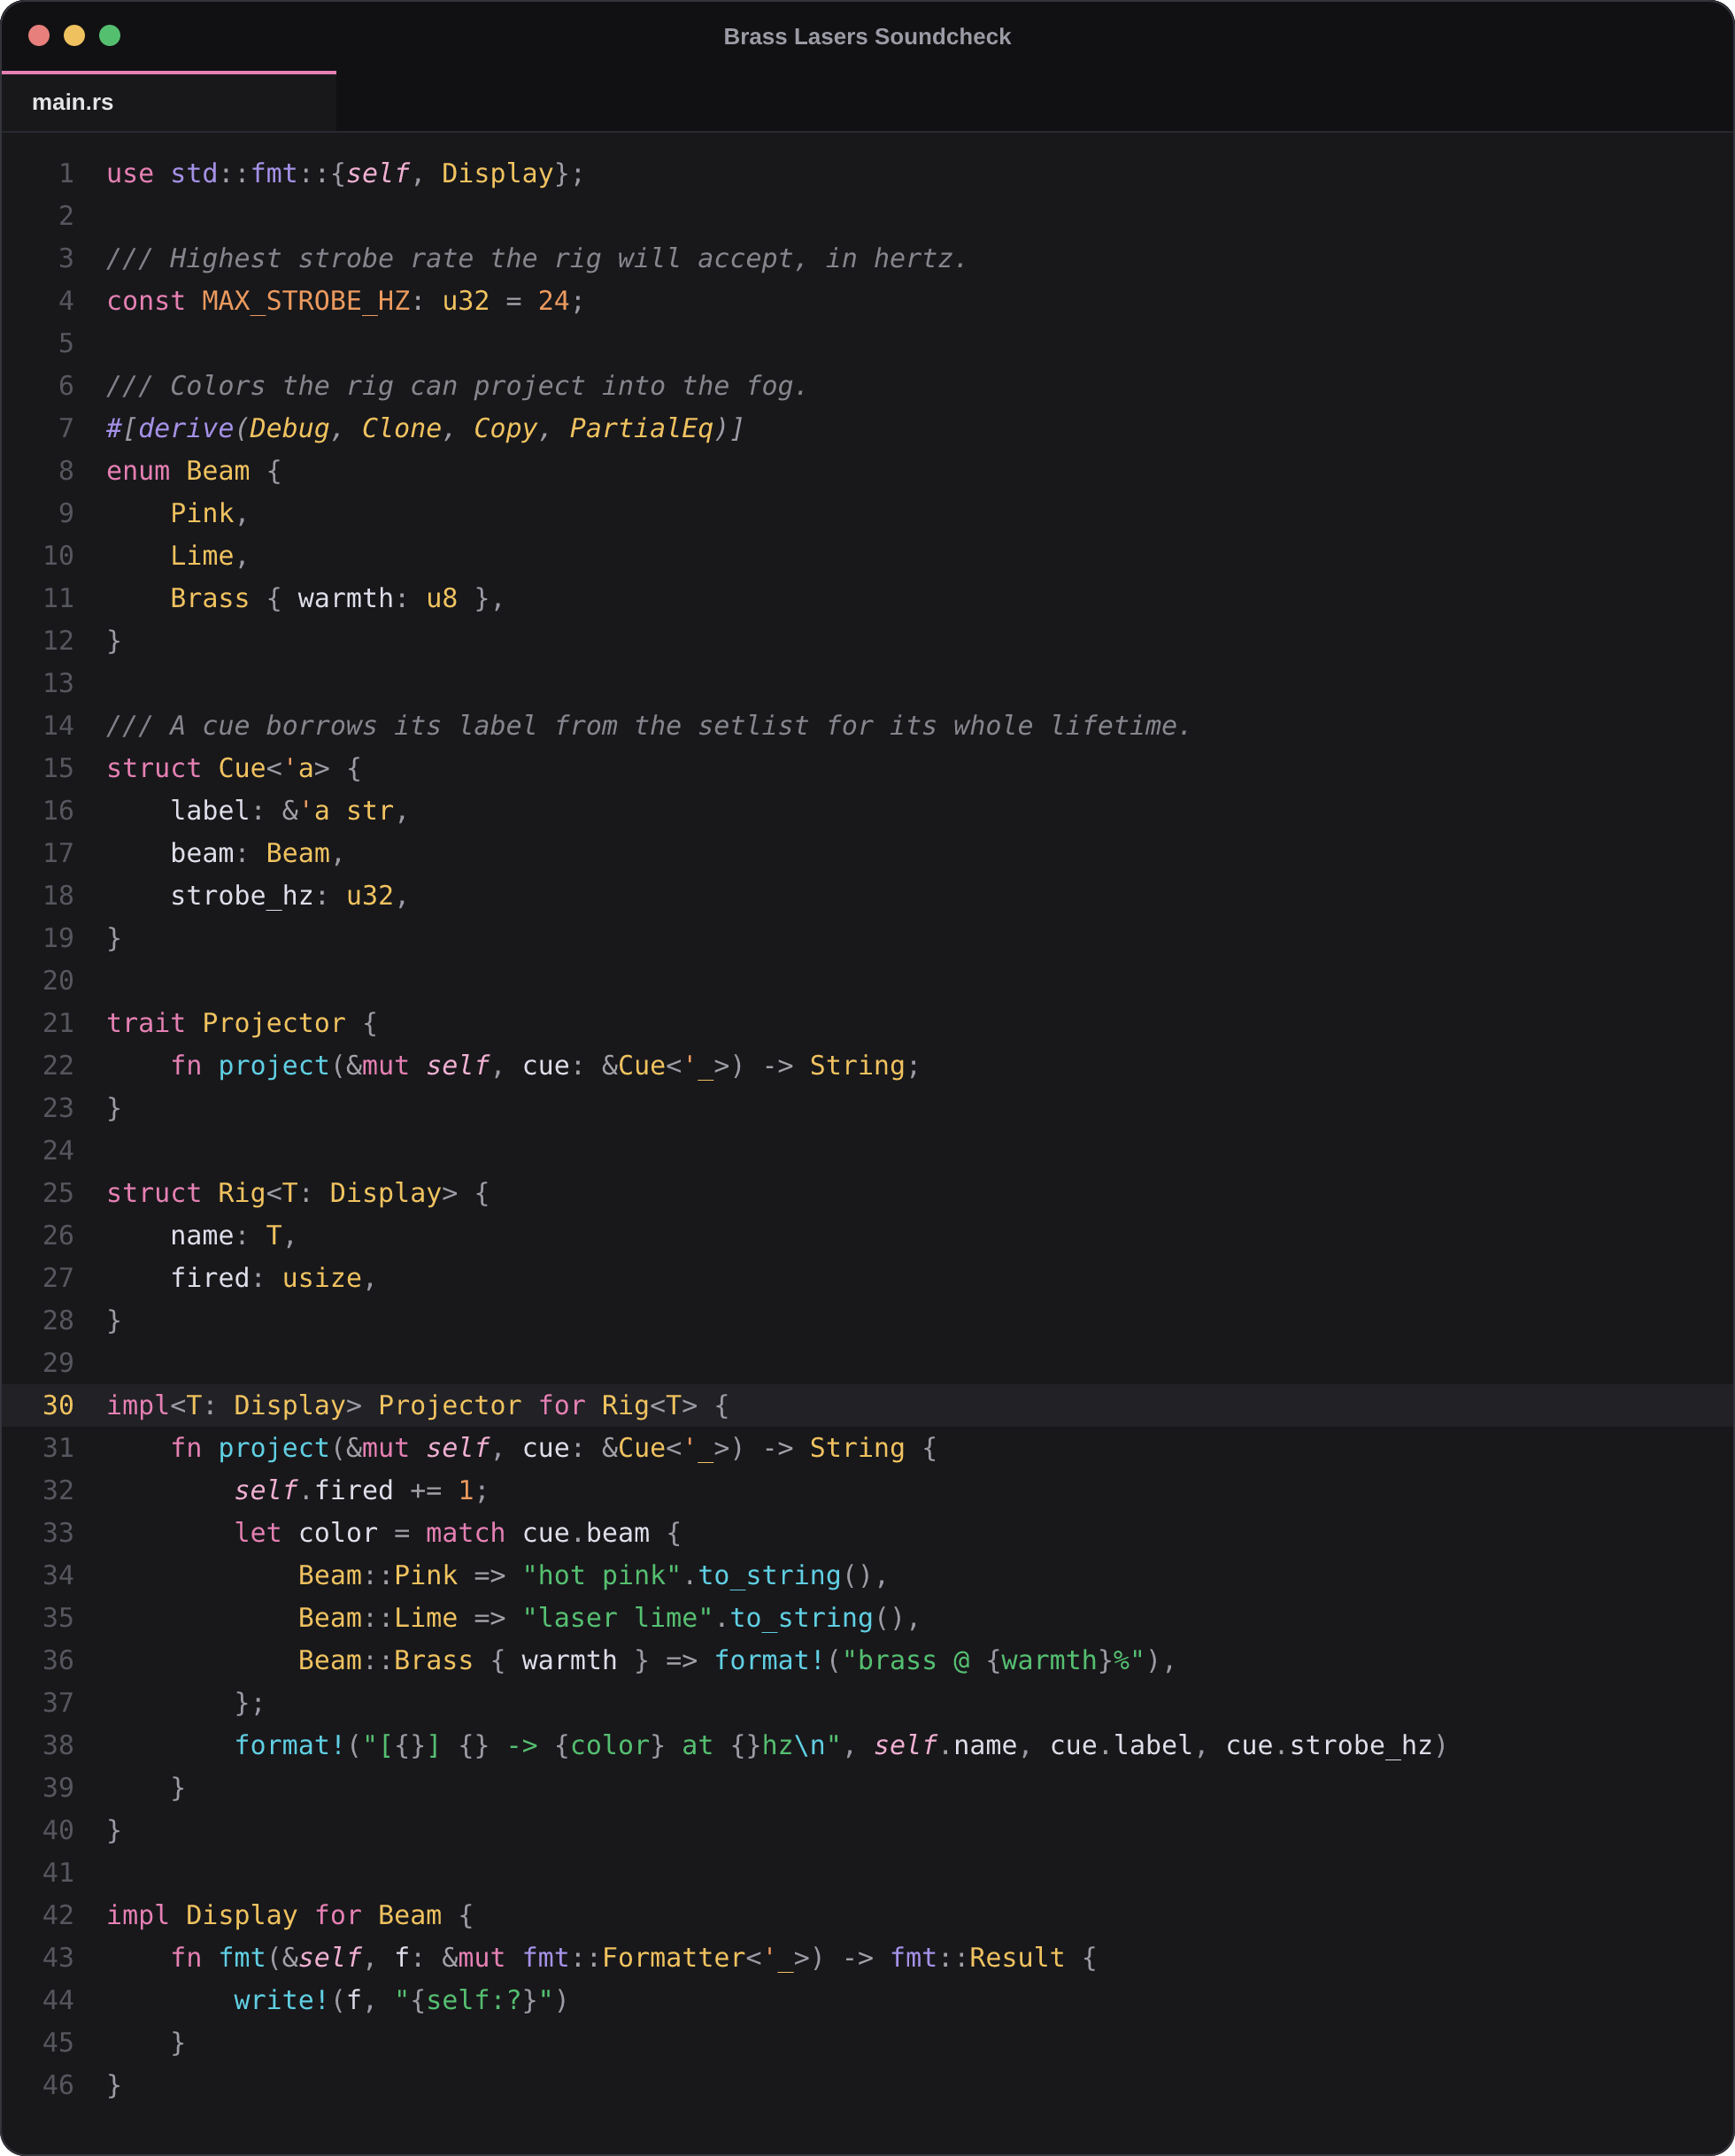 Brass Lasers Soundcheck
main.rs
1 use std::fmt::{self, Display};
2
3 /// Highest strobe rate the rig will accept, in hertz.
4 const MAX_STROBE_HZ: u32 = 24;
5
6 /// Colors the rig can project into the fog.
7 #[derive(Debug, Clone, Copy, PartialEq)]
8 enum Beam {
9     Pink,
10     Lime,
11     Brass { warmth: u8 },
12 }
13
14 /// A cue borrows its label from the setlist for its whole lifetime.
15 struct Cue<'a> {
16     label: &'a str,
17     beam: Beam,
18     strobe_hz: u32,
19 }
20
21 trait Projector {
22     fn project(&mut self, cue: &Cue<'_>) -> String;
23 }
24
25 struct Rig<T: Display> {
26     name: T,
27     fired: usize,
28 }
29
30 impl<T: Display> Projector for Rig<T> {
31     fn project(&mut self, cue: &Cue<'_>) -> String {
32         self.fired += 1;
33         let color = match cue.beam {
34             Beam::Pink => "hot pink".to_string(),
35             Beam::Lime => "laser lime".to_string(),
36             Beam::Brass { warmth } => format!("brass @ {warmth}%"),
37         };
38         format!("[{}] {} -> {color} at {}hz\n", self.name, cue.label, cue.strobe_hz)
39     }
40 }
41
42 impl Display for Beam {
43     fn fmt(&self, f: &mut fmt::Formatter<'_>) -> fmt::Result {
44         write!(f, "{self:?}")
45     }
46 }